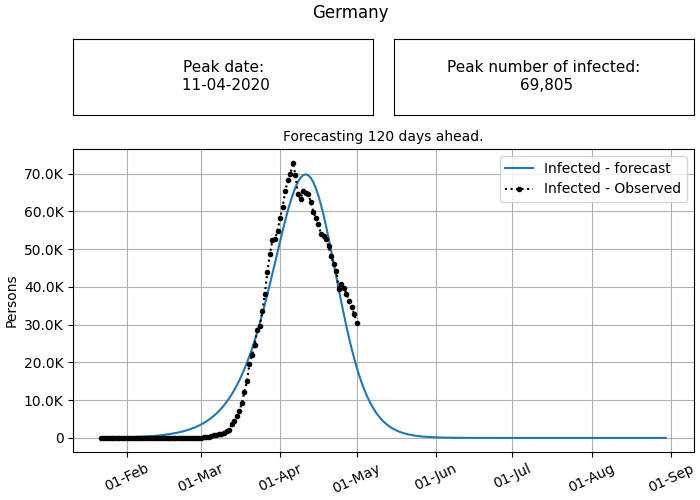 Germany
Peak date:
11-04-2020
Peak number of infected:
69,805
Forecasting 120 days ahead.
Infected - forecast
Infected - Observed
Persons
70.0K
60.0K
50.0K
40.0K
30.0K
20.0K
10.0K
0
01-Feb
01-Mar
01-Apr
01-May
01-Jun
01-Jul
01-Aug
01-Sep